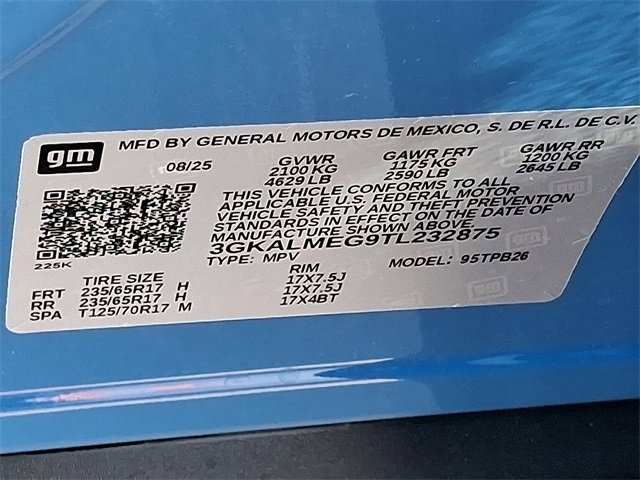 gm
MFD BY GENERAL MOTORS DE MEXICO, S. DE R.L. DE C.V.
08/25 GVWR GAWR FRT GAWR RR
2100 KG 1175 KG 1200 KG
4629 LB 2590 LB 2645 LB
THIS VEHICLE CONFORMS TO ALL
APPLICABLE U.S. FEDERAL MOTOR
VEHICLE SAFETY AND THEFT PREVENTION
STANDARDS IN EFFECT ON THE DATE OF
MANUFACTURE SHOWN ABOVE
3GKALMEG9TL232875
225K
TYPE: MPV MODEL: 95TPB26
TIRE SIZE RIM
FRT 235/65R17 H 17X7.5J
RR 235/65R17 H 17X7.5J
SPA T125/70R17 M 17X4BT